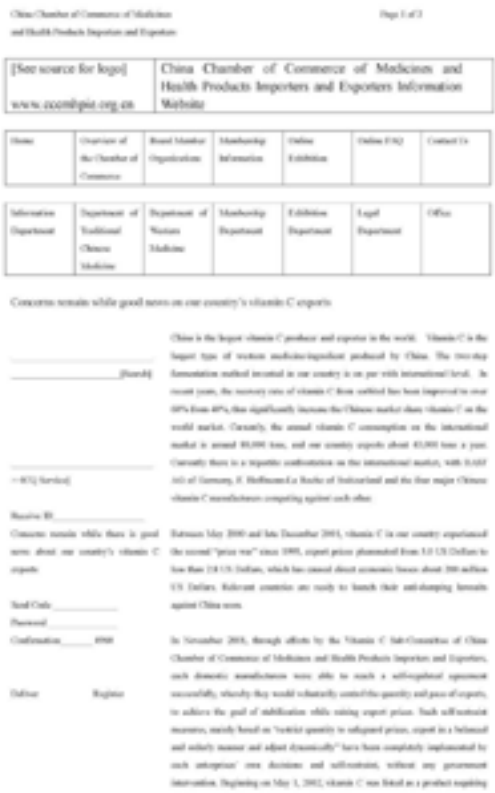 China Chamber of Commerce of Medicines
Page 1 of 3
and Health Products Importers and Exporters
[See source for logo]
www.cccmhpie.org.cn
China Chamber of Commerce of Medicines and
Health Products Importers and Exporters Information
Website
Home
Overview of
the Chamber of
Commerce
Board Member
Organizations
Membership
Information
Online
Exhibition
Online FAQ
Contact Us
Information
Department
Department of
Traditional
Chinese
Medicine
Department of
Western
Medicine
Membership
Department
Exhibition
Department
Legal
Department
Office
Concerns remain while good news on our country's vitamin C exports
[Search]
Receive ID
Concerns remain while there is good
news about our country's vitamin C
exports
Send Code
Password
Confirmation
Deliver Register
China is the largest vitamin C producer and exporter in the world. Vitamin C is the
largest type of western medicine ingredient produced by China. The two-step
fermentation method invented in our country is on par with international level. In
recent years, the recovery rate of vitamin C from sorbitol has been improved to over
60% from 40%, thus significantly increase the Chinese market share vitamin C on the
world market. Currently, the annual vitamin C consumption on the international
market is around 80,000 tons, and our country exports about a year.
Currently there is a tripartite confrontation on the international market, with BASF
AG of Germany, F. Hoffmann-La Roche of Switzerland and the four major Chinese
vitamin C manufacturers competing against each other.
Between May 2000 and late December 2001, vitamin C in our country experienced
the second "price war" since 1995, export prices plummeted from US Dollars to
less than US Dollars, which has caused direct economic losses about 200 million
US Dollars. Relevant countries are ready to launch their anti-dumping lawsuits
against China soon.
In November 2001, through efforts by the Vitamin C Sub-Committee of China
Chamber of Commerce of Medicines and Health Products Importers and Exporters,
each domestic manufacturers were able to reach a self-regulated agreement
successfully, whereby they would voluntarily control the quantity and pace of exports,
to achieve the goal of stabilization while raising export prices. Such self-restraint
measures, mainly based on "restrict quantity to safeguard prices, export in a balanced
and orderly manner and adjust dynamically" have been completely implemented by
each enterprises' own decisions and self-restraint, without any government
intervention. Beginning on May 1, 2002, vitamin C was listed as a product requiring